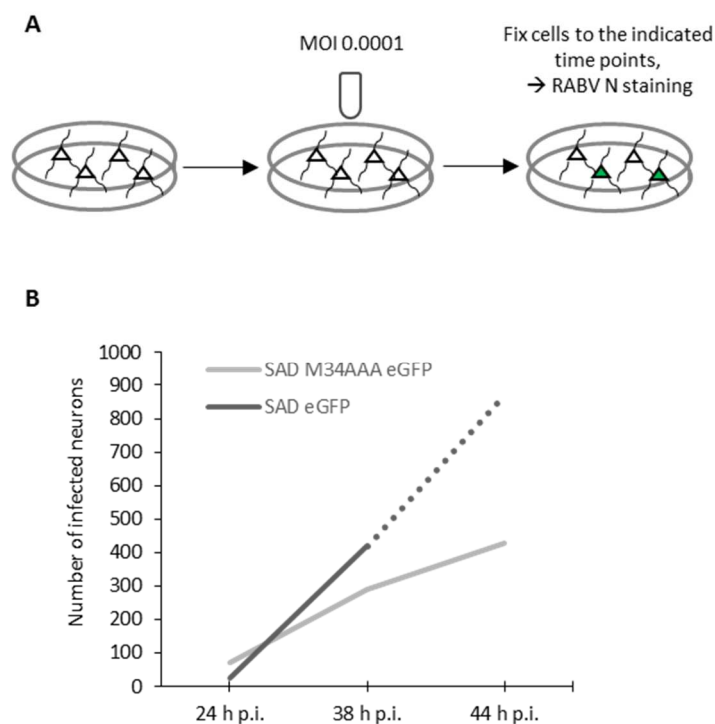 A
MOI 0.0001
Fix cells to the indicated
time points,
→ RABV N staining
B
Number of infected neurons
1000
900
800
700
600
500
400
300
200
100
0
SAD M34AAA eGFP
SAD eGFP
24 h p.i.
38 h p.i.
44 h p.i.